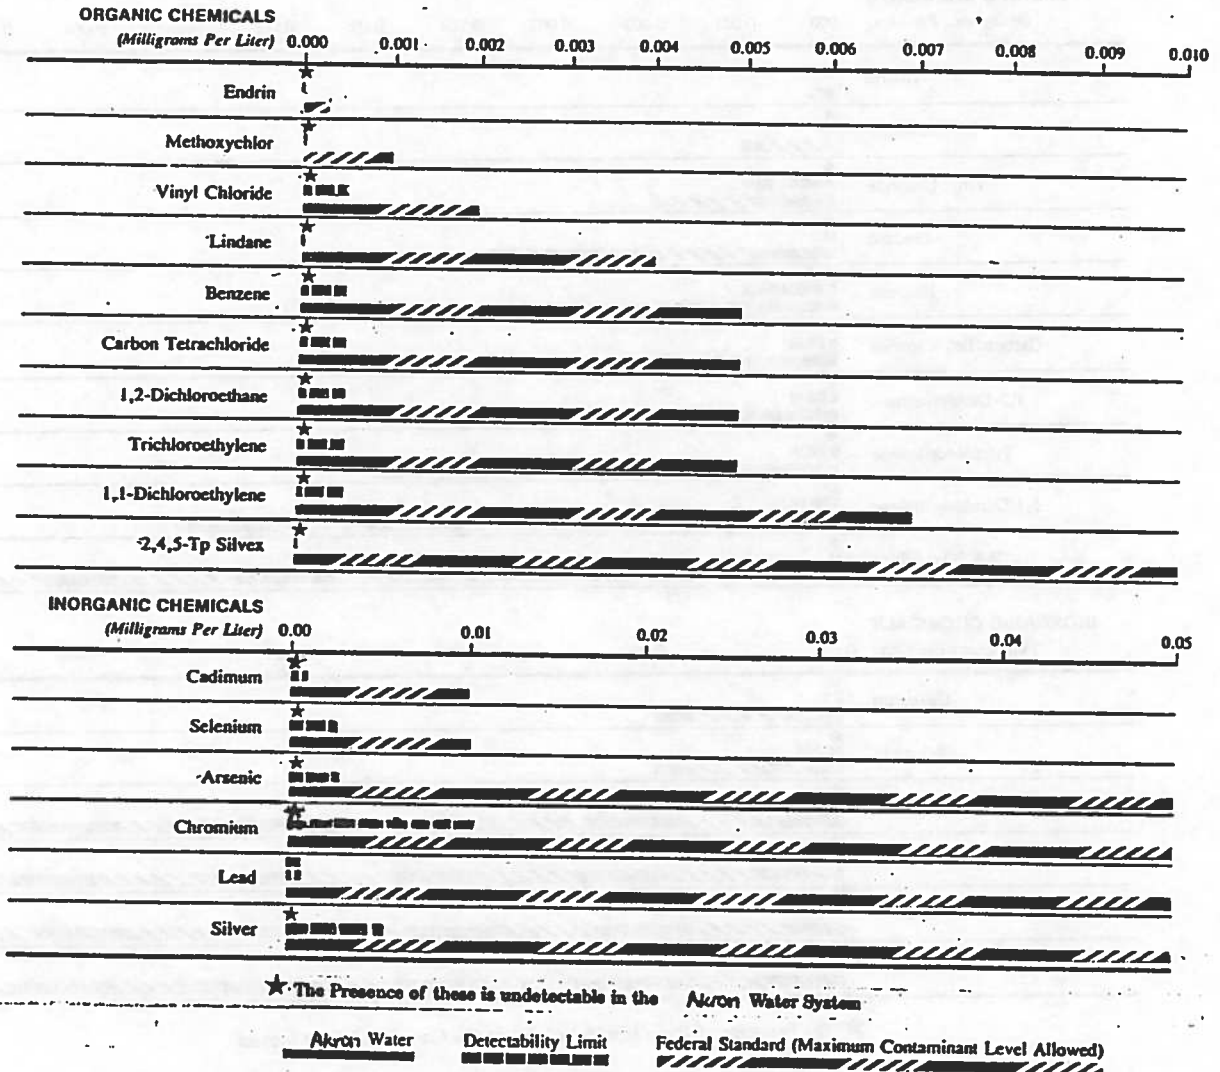 ORGANIC CHEMICALS
(Milligrams Per Liter) 0.000 0.001 0.002 0.003 0.004 0.005 0.006 0.007 0.008 0.009 0.010
Endrin
Methoxychlor
Vinyl Chloride
Lindane
Benzene
Carbon Tetrachloride
1,2-Dichloroethane
Trichloroethylene
1,1-Dichloroethylene
2,4,5-Tp Silvex
INORGANIC CHEMICALS
(Milligrams Per Liter) 0.00 0.01 0.02 0.03 0.04 0.05
Cadimum
Selenium
Arsenic
Chromium
Lead
Silver
★ The Presence of these is undetectable in the Akron Water System
Akron Water Detectability Limit Federal Standard (Maximum Contaminant Level Allowed)